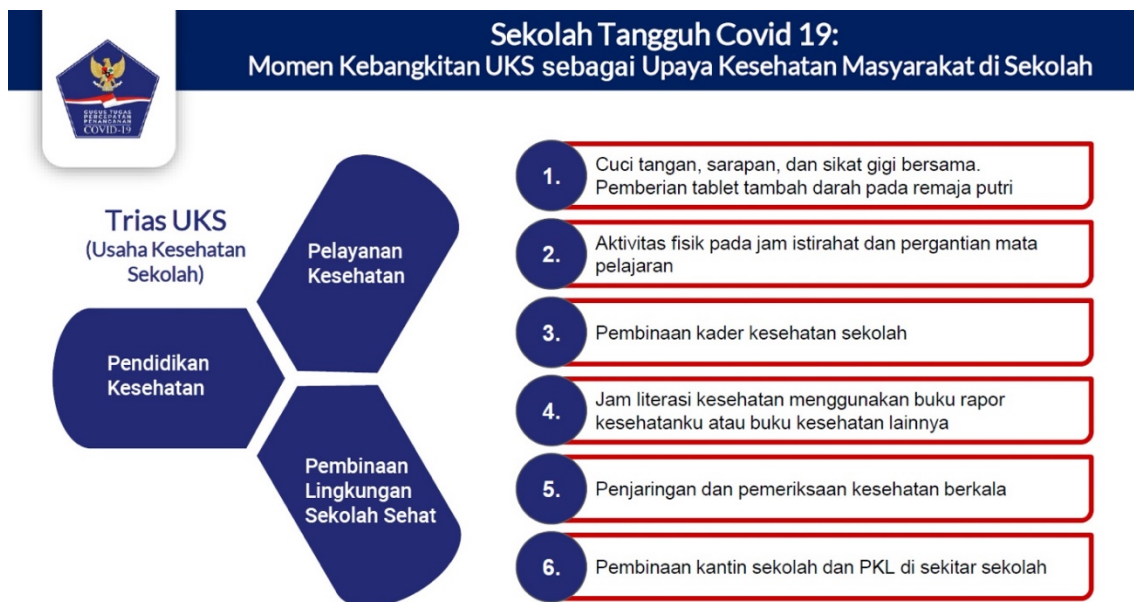 Sekolah Tangguh Covid 19:
Momen Kebangkitan UKS sebagai Upaya Kesehatan Masyarakat di Sekolah
GUGUS TUGAS
PERCEPATAN
PENANGANAN
COVID-19
Trias UKS
(Usaha Kesehatan
Sekolah)
Pelayanan
Kesehatan
Pendidikan
Kesehatan
Pembinaan
Lingkungan
Sekolah Sehat
1. Cuci tangan, sarapan, dan sikat gigi bersama.
Pemberian tablet tambah darah pada remaja putri
2. Aktivitas fisik pada jam istirahat dan pergantian mata
pelajaran
3. Pembinaan kader kesehatan sekolah
4. Jam literasi kesehatan menggunakan buku rapor
kesehatanku atau buku kesehatan lainnya
5. Penjaringan dan pemeriksaan kesehatan berkala
6. Pembinaan kantin sekolah dan PKL di sekitar sekolah